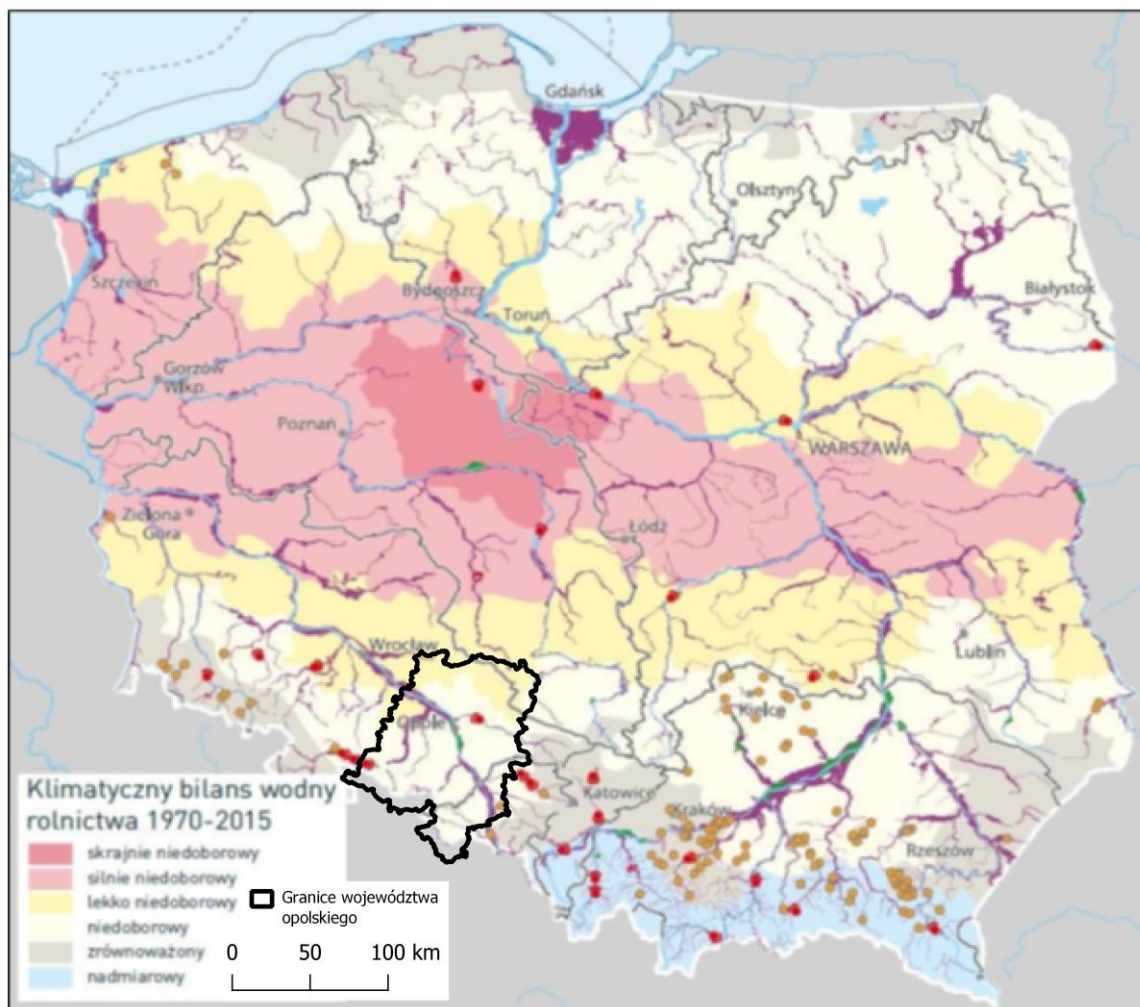 Gdańsk
Olsztyn
Szczecin
Bydgoszcz
Białystok
Toruń
Gorzów
Wlkp
Poznań
WARSZAWA
Zielona
Góra
Łódź
Wrocław
Lublin
Opole
Kielce
Katowice
Kraków
Rzeszów
Klimatyczny bilans wodny
rolnictwa 1970-2015
skrajnie niedoborowy
silnie niedoborowy
lekko niedoborowy
niedoborowy
zrównoważony
nadmiarowy
Granice województwa
opolskiego
0 50 100 km